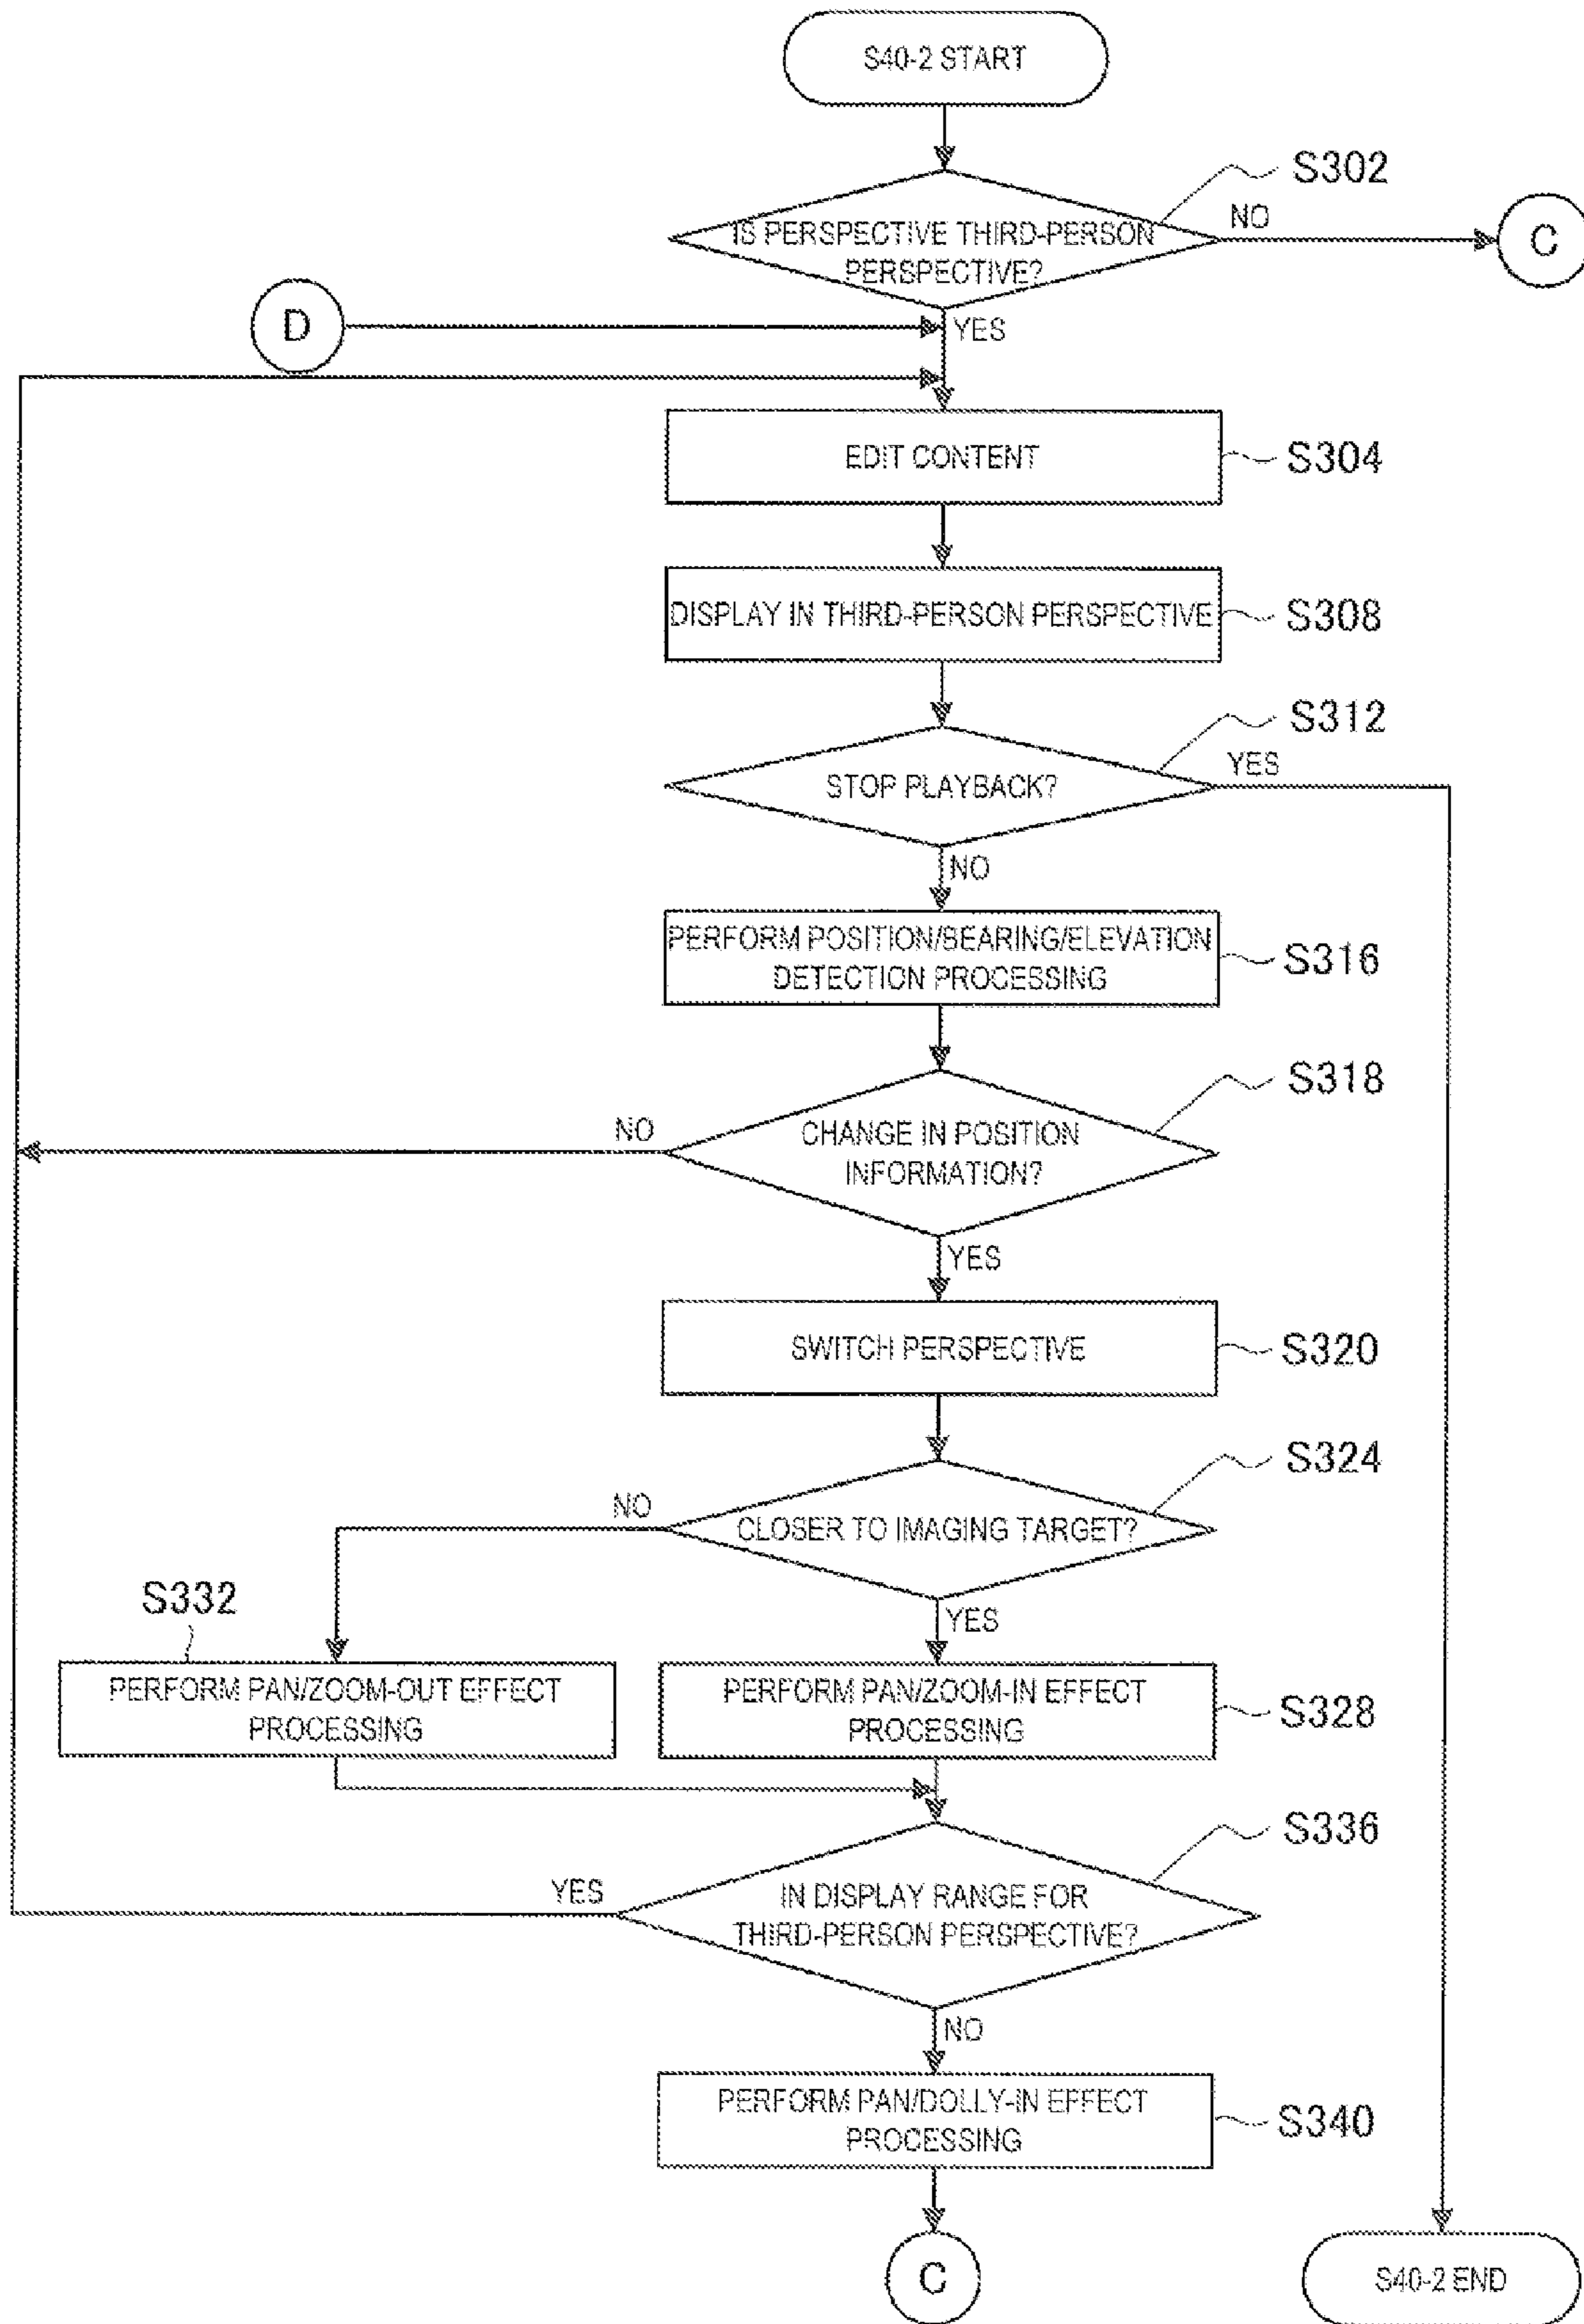 S40-2 START
S302
IS PERSPECTIVE THIRD-PERSON
PERSPECTIVE?
NO
C
D
YES
EDIT CONTENT
S304
DISPLAY IN THIRD-PERSON PERSPECTIVE
S308
S312
STOP PLAYBACK?
YES
NO
PERFORM POSITION/BEARING/ELEVATION
DETECTION PROCESSING
S316
S318
NO
CHANGE IN POSITION
INFORMATION?
YES
SWITCH PERSPECTIVE
S320
S324
NO
CLOSER TO IMAGING TARGET?
YES
S332
PERFORM PAN/ZOOM-OUT EFFECT
PROCESSING
PERFORM PAN/ZOOM-IN EFFECT
PROCESSING
S328
S336
YES
IN DISPLAY RANGE FOR
THIRD-PERSON PERSPECTIVE?
NO
PERFORM PAN/DOLLY-IN EFFECT
PROCESSING
S340
C
S40-2 END